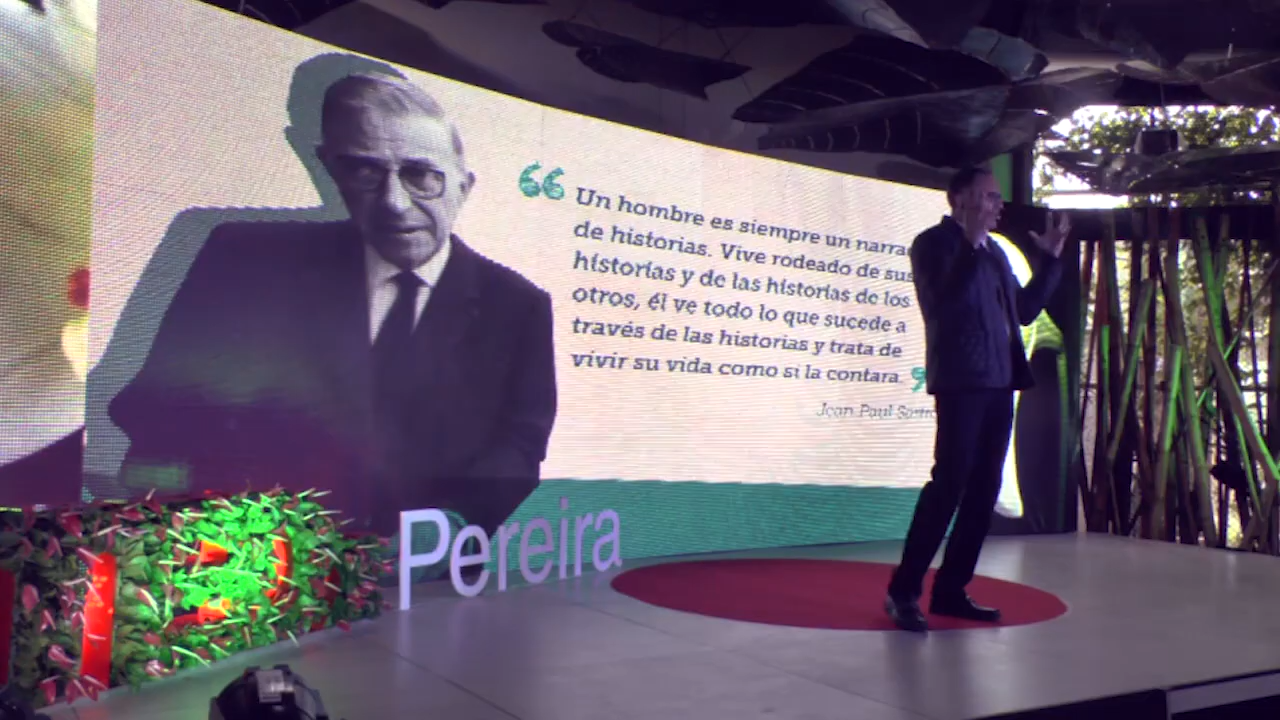 Un hombre es siempre un
de historias. Vive rodeado de sus
historias y de las historias de los
otros, él ve todo lo que sucede a
través de las historias y trata de
vivir su vida como si la contara.
Jean Paul
Pereira